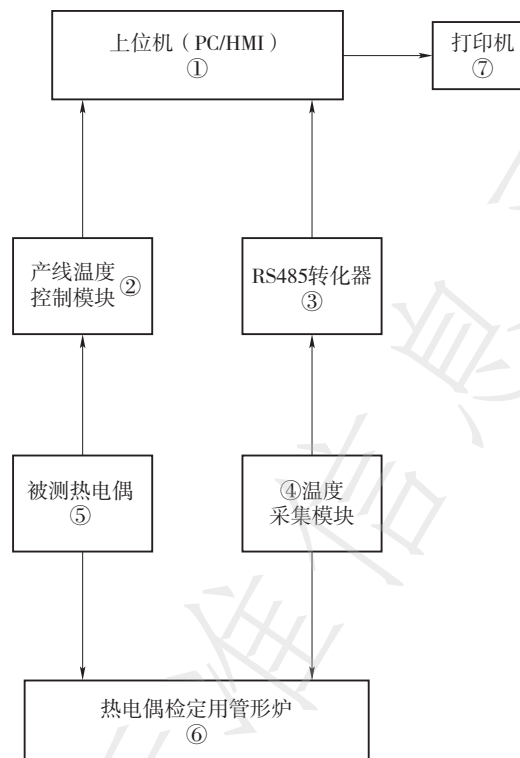 上位机（PC/HMI）
①
打印机
⑦
产线温度
控制模块②
RS485转化器
③
被测热电偶
⑤
④温度
采集模块
热电偶检定用管形炉
⑥